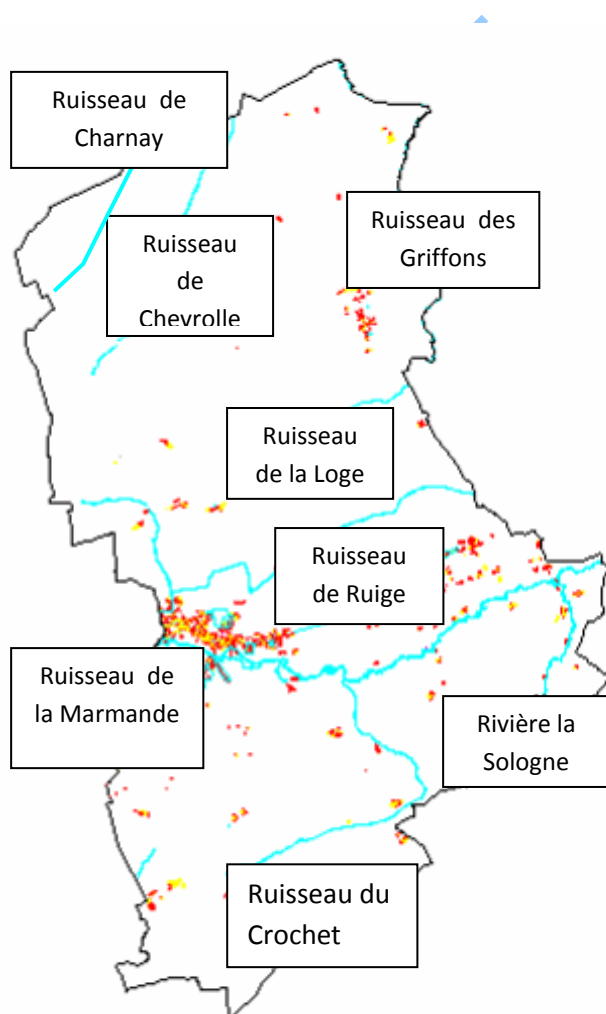 Ruisseau de
Charnay
Ruisseau
de
Chevrolle
Ruisseau des
Griffons
Ruisseau
de la Loge
Ruisseau
de Ruige
Ruisseau de
la Marmande
Rivière la
Sologne
Ruisseau du
Crochet